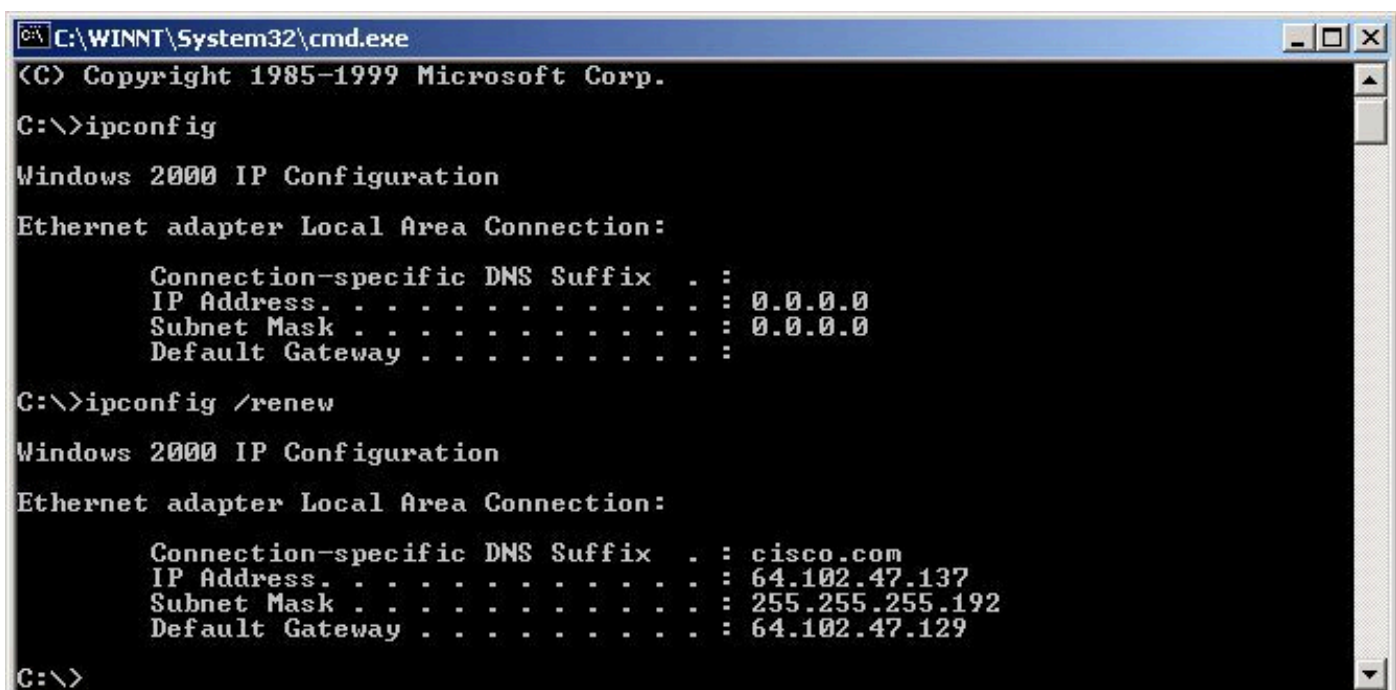 C:\WINNT\System32\cmd.exe
(C) Copyright 1985-1999 Microsoft Corp.
C:\>ipconfig
Windows 2000 IP Configuration
Ethernet adapter Local Area Connection:
Connection-specific DNS Suffix . :
IP Address. . . . . . . . . . . . : 0.0.0.0
Subnet Mask . . . . . . . . . . . : 0.0.0.0
Default Gateway . . . . . . . . . :
C:\>ipconfig /renew
Windows 2000 IP Configuration
Ethernet adapter Local Area Connection:
Connection-specific DNS Suffix . : cisco.com
IP Address. . . . . . . . . . . . : 64.102.47.137
Subnet Mask . . . . . . . . . . . : 255.255.255.192
Default Gateway . . . . . . . . . : 64.102.47.129
C:\>